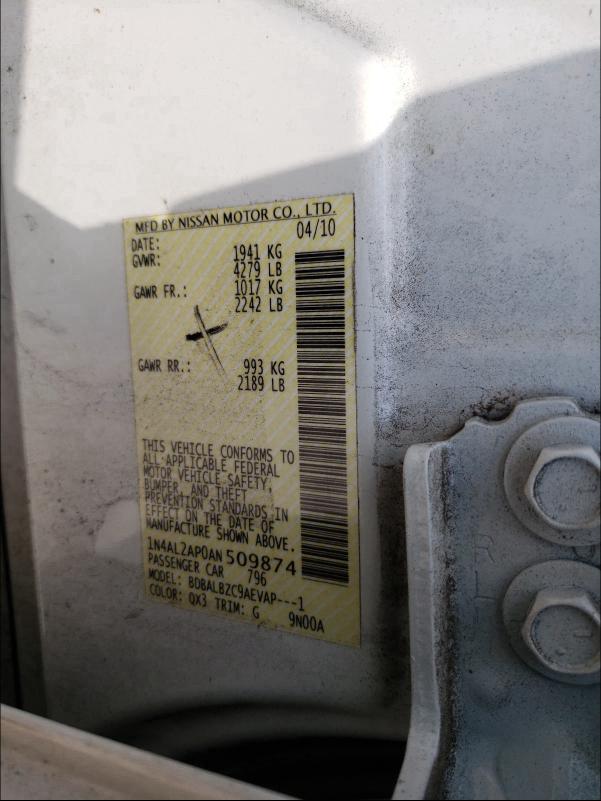 MFD BY NISSAN MOTOR CO., LTD.
DATE: 04/10
GVWR: 1941 KG
4279 LB
GAWR FR.: 1017 KG
2242 LB
GAWR RR.: 993 KG
2189 LB
THIS VEHICLE CONFORMS TO
ALL APPLICABLE FEDERAL
MOTOR VEHICLE SAFETY,
BUMPER, AND THEFT
PREVENTION STANDARDS IN
EFFECT ON THE DATE OF
MANUFACTURE SHOWN ABOVE.
1N4AL2AP0AN509874
PASSENGER CAR 796
MODEL: BDBALBZC9AEVAP---1
COLOR: QX3 TRIM: G 9N00A